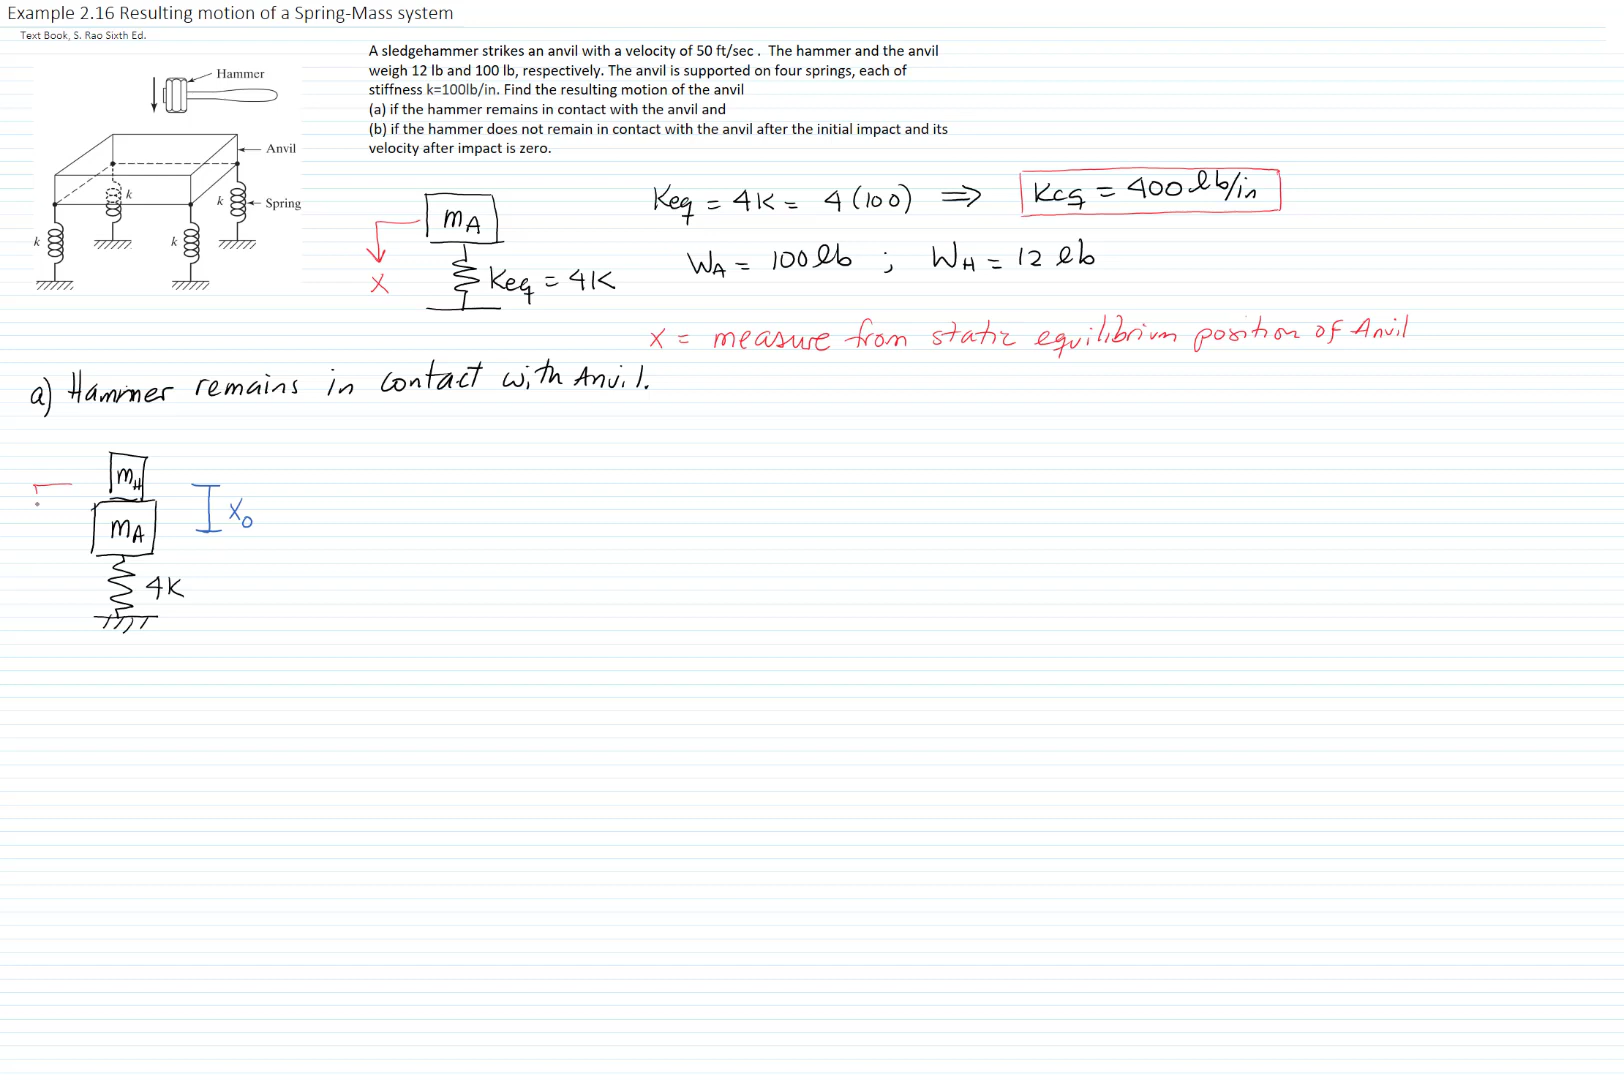 Example 2.16 Resulting motion of a Spring-Mass system
Text Book, S. Rao Sixth Ed.
A sledgehammer strikes an anvil with a velocity of 50 ft/sec . The hammer and the anvil
weigh 12 lb and 100 lb, respectively. The anvil is supported on four springs, each of
stiffness k=100lb/in. Find the resulting motion of the anvil
(a) if the hammer remains in contact with the anvil and
(b) if the hammer does not remain in contact with the anvil after the initial impact and its
velocity after impact is zero.
Hammer
Anvil
k
k
Spring
k
k
mA
x
Keq = 4K
Keq = 4K = 4 (100) ⇒ Keq = 400 lb/in
WA = 100 lb ; WH = 12 lb
x = measure from static equilibrium position of Anvil
a) Hammer remains in contact with Anvil.
mH
mA
x0
4K